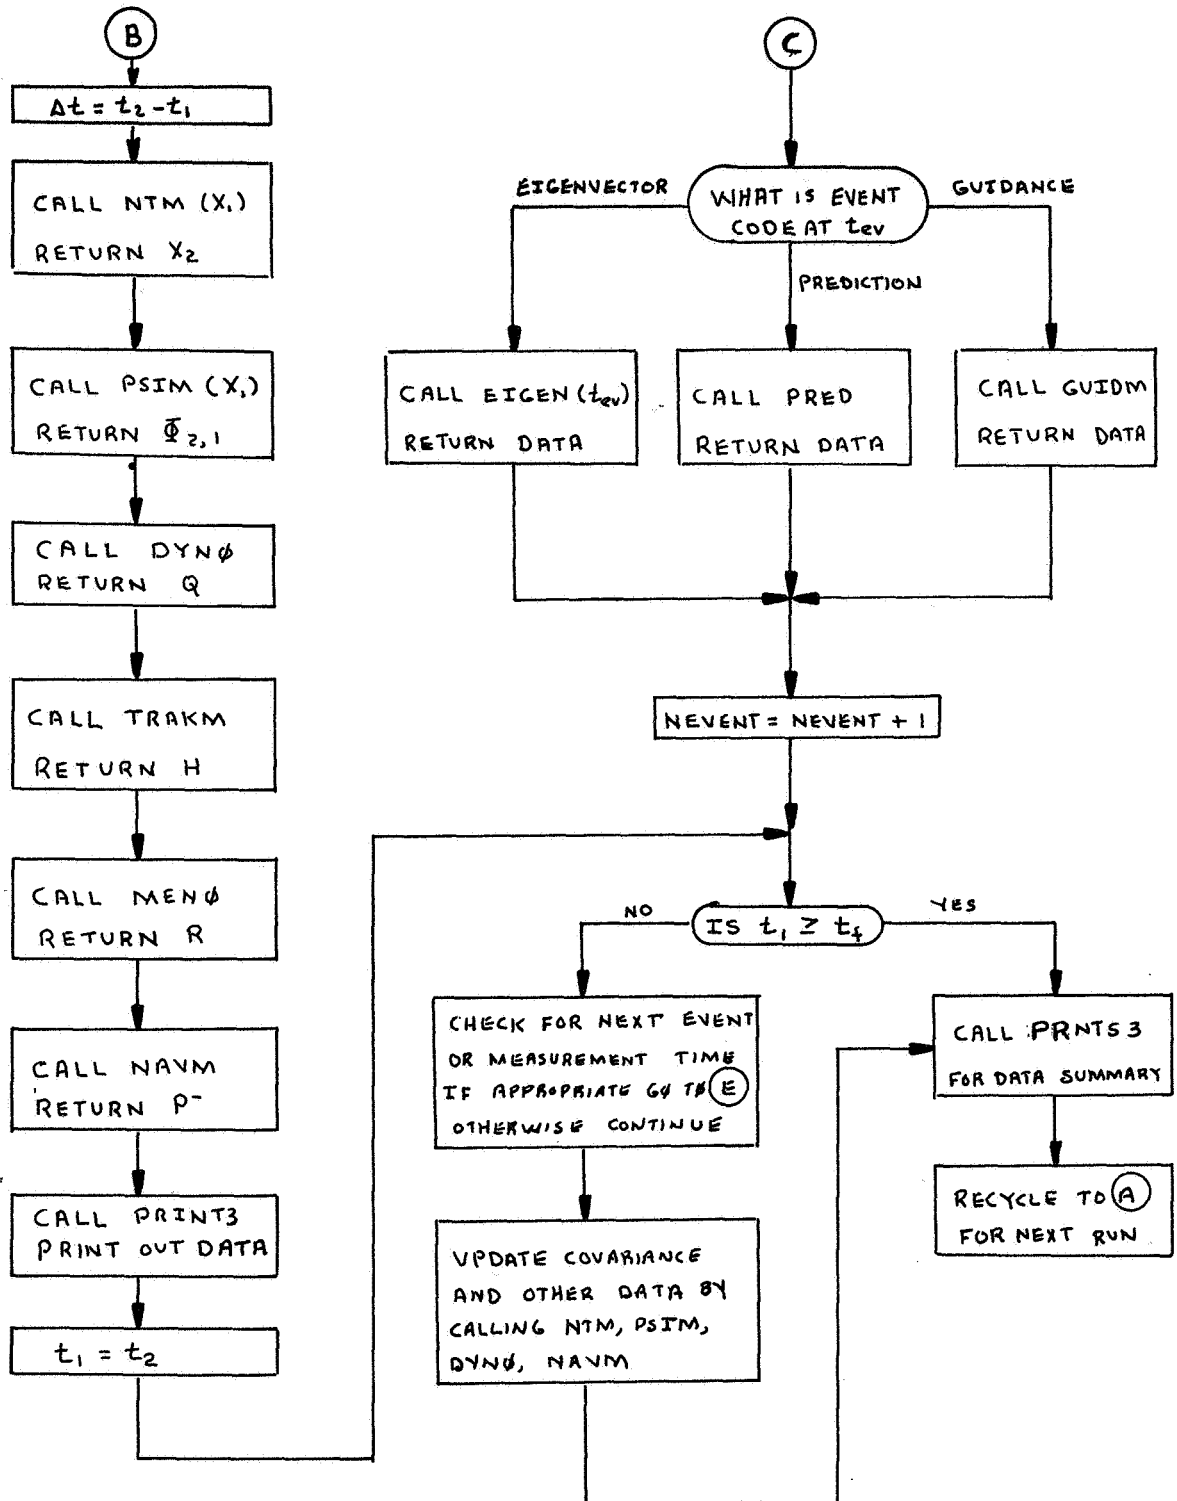 B
Δt = t₂ - t₁
CALL NTM (X₁)
RETURN X₂
CALL PSIM (X₁)
RETURN Φ₂,₁
CALL DYNØ
RETURN Q
CALL TRAKM
RETURN H
CALL MENØ
RETURN R
CALL NAVM
RETURN P⁻
CALL PRINT3
PRINT OUT DATA
t₁ = t₂
C
WHAT IS EVENT
CODE AT tev
EIGENVECTOR
PREDICTION
GUIDANCE
CALL EIGEN (tev)
RETURN DATA
CALL PRED
RETURN DATA
CALL GUIDM
RETURN DATA
NEVENT = NEVENT + 1
IS t₁ ≥ tf
NO
YES
CHECK FOR NEXT EVENT
OR MEASUREMENT TIME
IF APPROPRIATE GØ TØ E
OTHERWISE CONTINUE
UPDATE COVARIANCE
AND OTHER DATA BY
CALLING NTM, PSIM,
DYNØ, NAVM
CALL PRNTS3
FOR DATA SUMMARY
RECYCLE TO A
FOR NEXT RUN